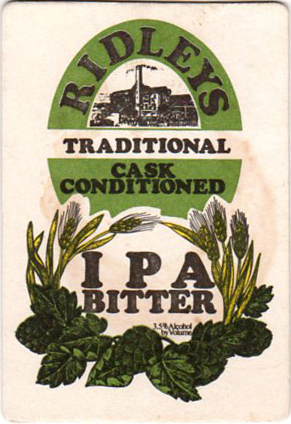 RIDLEYS
TRADITIONAL
CASK
CONDITIONED
IPA
BITTER
3.5% Alcohol
by Volume